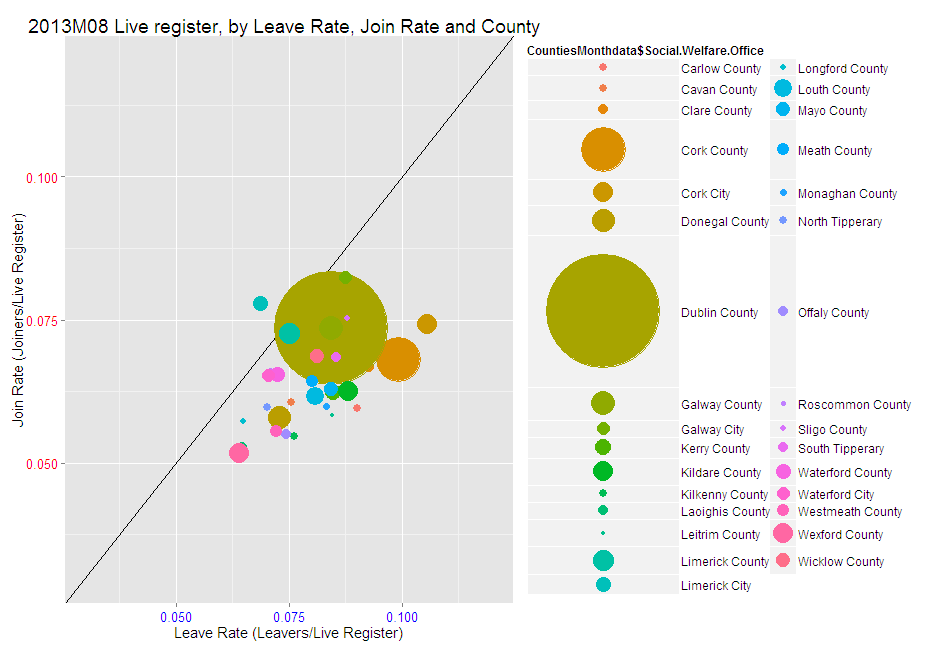 2013M08 Live register, by Leave Rate, Join Rate and County
Join Rate (Joiners/Live Register)
0.100
0.075
0.050
0.050 0.075 0.100
Leave Rate (Leavers/Live Register)
CountiesMonthdata$Social.Welfare.Office
Carlow County
Cavan County
Clare County
Cork County
Cork City
Donegal County
Dublin County
Galway County
Galway City
Kerry County
Kildare County
Kilkenny County
Laoighis County
Leitrim County
Limerick County
Limerick City
Longford County
Louth County
Mayo County
Meath County
Monaghan County
North Tipperary
Offaly County
Roscommon County
Sligo County
South Tipperary
Waterford County
Waterford City
Westmeath County
Wexford County
Wicklow County